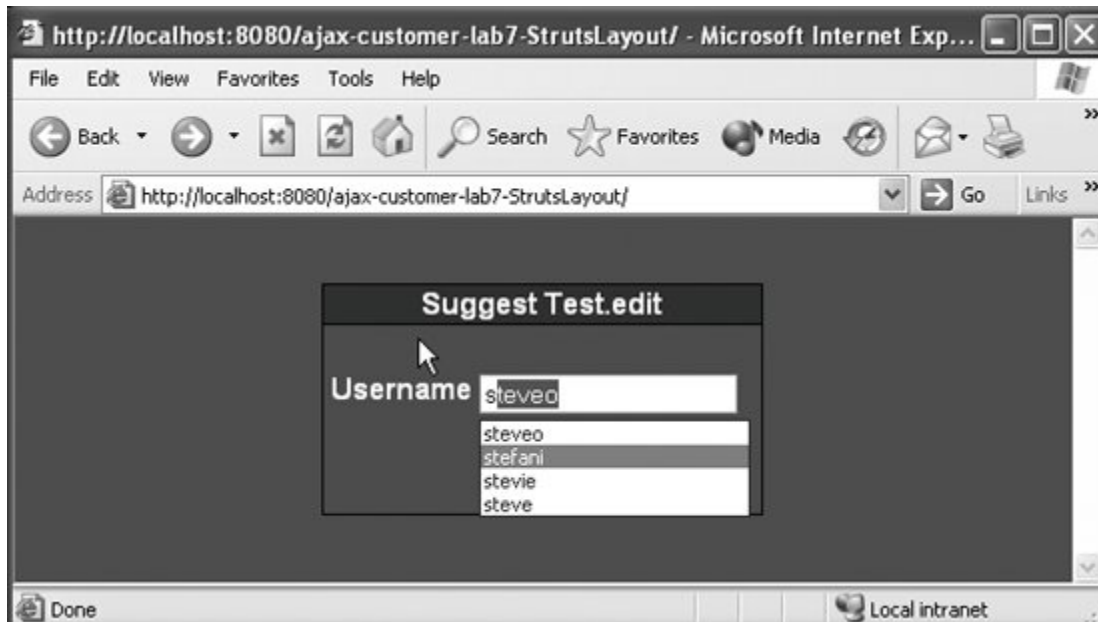 http://localhost:8080/ajax-customer-lab7-StrutsLayout/ - Microsoft Internet Exp...
File Edit View Favorites Tools Help
Back Search Favorites Media »
Address http://localhost:8080/ajax-customer-lab7-StrutsLayout/ Go Links »
Suggest Test.edit
Username steveo
steveo
stefani
stevie
steve
Done Local intranet